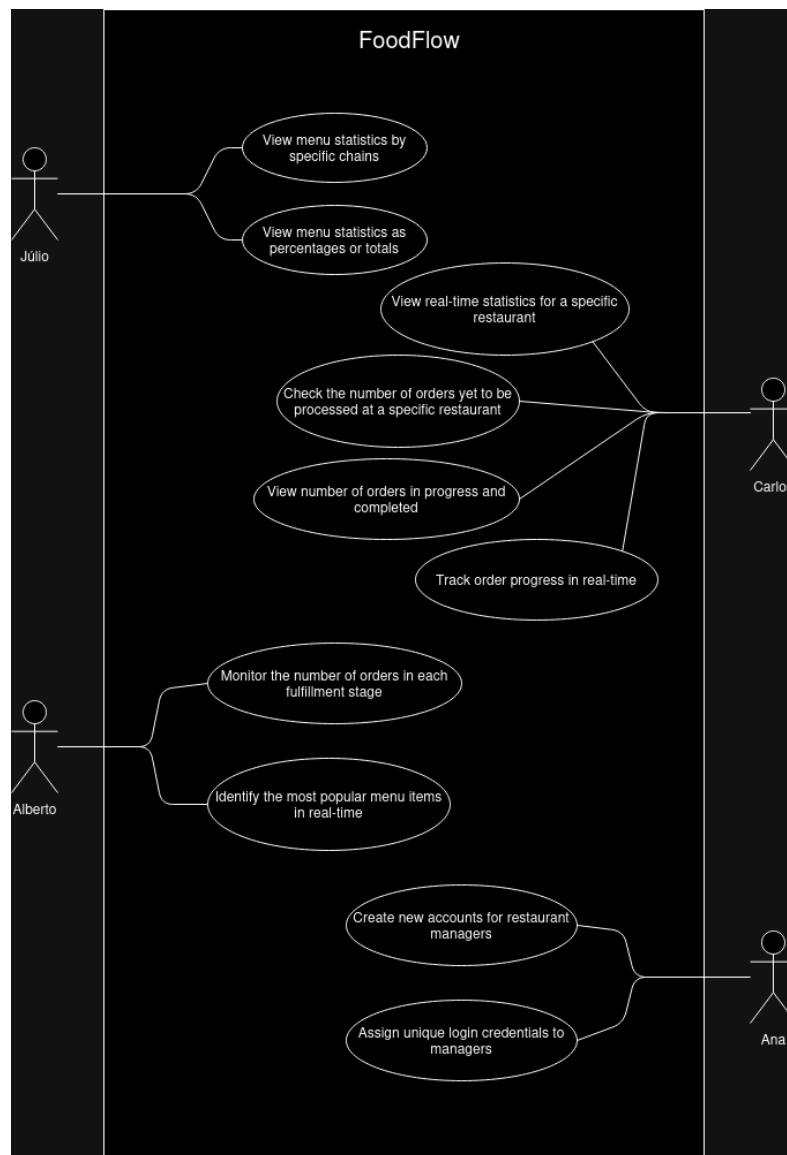 FoodFlow
View menu statistics by
specific chains
Júlio
View menu statistics as
percentages or totals
View real-time statistics for a specific
restaurant
Check the number of orders yet to be
processed at a specific restaurant
Carlos
View number of orders in progress and
completed
Track order progress in real-time
Monitor the number of orders in each
fulfillment stage
Alberto
Identify the most popular menu items
in real-time
Create new accounts for restaurant
managers
Ana
Assign unique login credentials to
managers